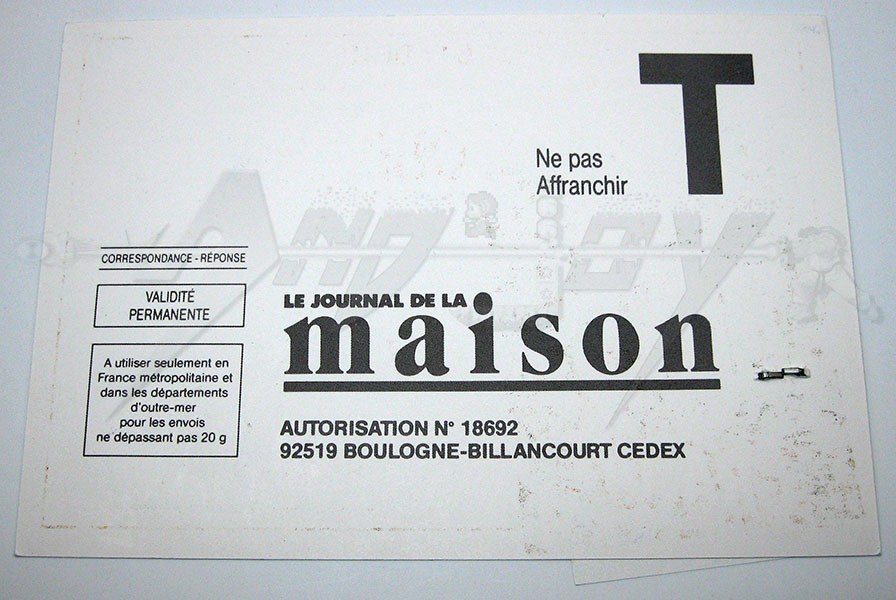 T
Ne pas
Affranchir
CORRESPONDANCE - RÉPONSE
VALIDITÉ
PERMANENTE
A utiliser seulement en
France métropolitaine et
dans les départements
d'outre-mer
pour les envois
ne dépassant pas 20 g
LE JOURNAL DE LA
maison
AUTORISATION N° 18692
92519 BOULOGNE-BILLANCOURT CEDEX